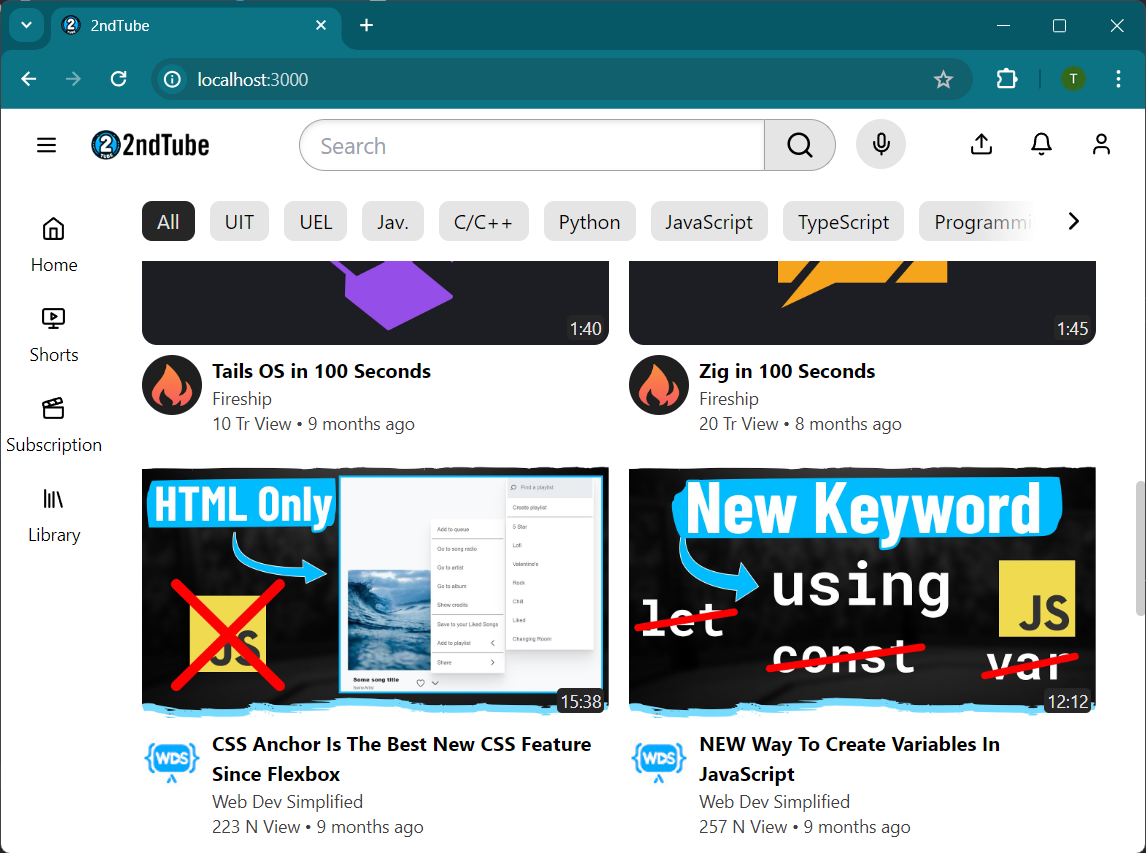 2ndTube
localhost:3000
T
2
TUBE
2ndTube
Search
All
UIT
UEL
Jav.
C/C++
Python
JavaScript
TypeScript
Programmi
Home
Shorts
Subscription
Library
1:40
1:45
Tails OS in 100 Seconds
Fireship
10 Tr View • 9 months ago
Zig in 100 Seconds
Fireship
20 Tr View • 8 months ago
HTML Only
JS
Add to queue
Go to song radio
Go to artist
Go to album
Show credits
Save to your Liked Songs
Add to playlist
Share
Find a playlist
Create playlist
5 Star
Lofi
Valentine's
Rock
Chill
Liked
Changing Room
Some song title
Some Artist
15:38
New Keyword
using
let
const
var
JS
12:12
WDS
CSS Anchor Is The Best New CSS Feature
Since Flexbox
Web Dev Simplified
223 N View • 9 months ago
WDS
NEW Way To Create Variables In
JavaScript
Web Dev Simplified
257 N View • 9 months ago